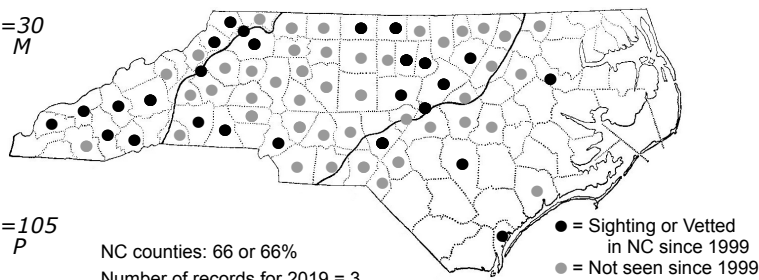 =30
M
=105
P
NC counties: 66 or 66%
Number of records for 2019 = 3
● = Sighting or Vetted
in NC since 1999
● = Not seen since 1999